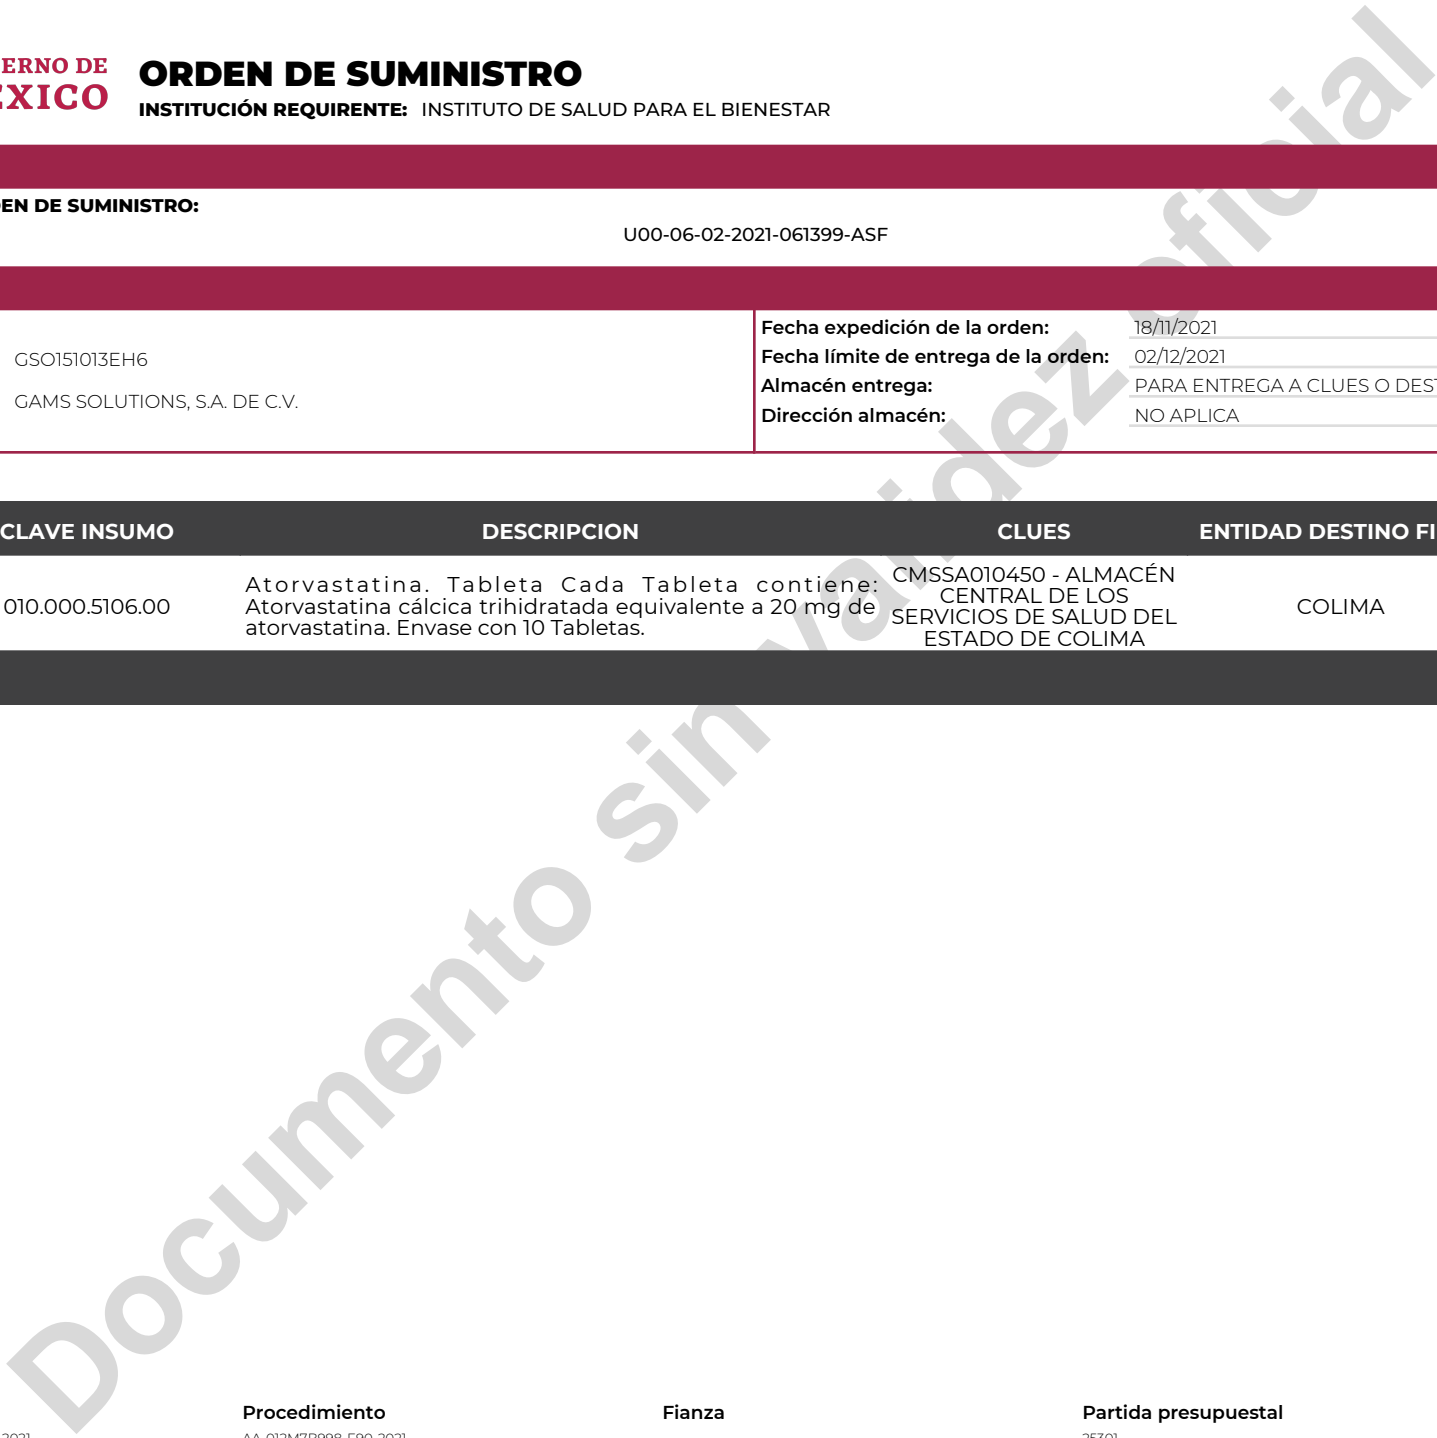 ERNO DE
EXICO
ORDEN DE SUMINISTRO
INSTITUCIÓN REQUIRENTE: INSTITUTO DE SALUD PARA EL BIENESTAR
EN DE SUMINISTRO:
U00-06-02-2021-061399-ASF
GSO151013EH6
GAMS SOLUTIONS, S.A. DE C.V.
Fecha expedición de la orden: 18/11/2021
Fecha límite de entrega de la orden: 02/12/2021
Almacén entrega: PARA ENTREGA A CLUES O DEST
Dirección almacén: NO APLICA
CLAVE INSUMO DESCRIPCION CLUES ENTIDAD DESTINO FI
010.000.5106.00
Atorvastatina. Tableta Cada Tableta contiene:
Atorvastatina cálcica trihidratada equivalente a 20 mg de
atorvastatina. Envase con 10 Tabletas.
CMSSA010450 - ALMACÉN
CENTRAL DE LOS
SERVICIOS DE SALUD DEL
ESTADO DE COLIMA
COLIMA
Documento sin validez oficial
Procedimiento Fianza Partida presupuestal